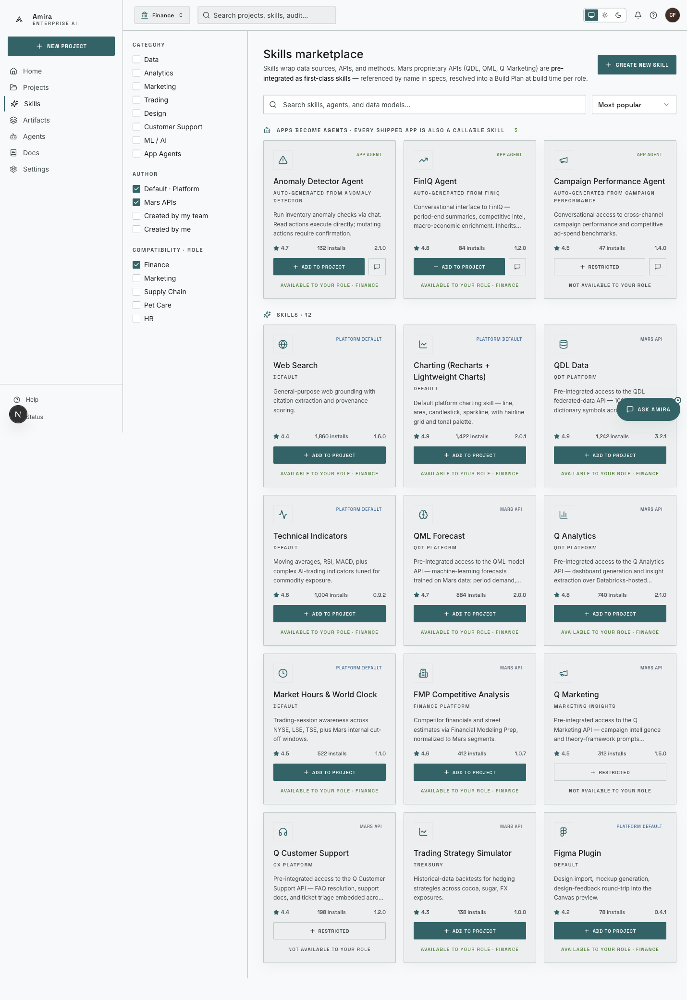 Amira
ENTERPRISE AI
NEW PROJECT
Home
Projects
Skills
Artifacts
Agents
Docs
Settings
Help
N
Status
Finance
Search projects, skills, audit...
CF
CATEGORY
Data
Analytics
Marketing
Trading
Design
Customer Support
ML / AI
App Agents
AUTHOR
Default · Platform
Mars APIs
Created by my team
Created by me
COMPATIBILITY · ROLE
Finance
Marketing
Supply Chain
Pet Care
HR
Skills marketplace
Skills wrap data sources, APIs, and methods. Mars proprietary APIs (QDL, QML, Q Marketing) are pre-
integrated as first-class skills — referenced by name in specs, resolved into a Build Plan at build time per role.
CREATE NEW SKILL
Search skills, agents, and data models...
Most popular
APPS BECOME AGENTS · EVERY SHIPPED APP IS ALSO A CALLABLE SKILL 3
APP AGENT
Anomaly Detector Agent
AUTO-GENERATED FROM ANOMALY
DETECTOR
Run inventory anomaly checks via chat.
Read actions execute directly; mutating
actions require confirmation.
4.7 132 installs 2.1.0
ADD TO PROJECT
AVAILABLE TO YOUR ROLE · FINANCE
APP AGENT
FinIQ Agent
AUTO-GENERATED FROM FINIQ
Conversational interface to FinIQ —
period-end summaries, competitive intel,
macro-economic enrichment. Inherits...
4.8 84 installs 1.2.0
ADD TO PROJECT
AVAILABLE TO YOUR ROLE · FINANCE
APP AGENT
Campaign Performance Agent
AUTO-GENERATED FROM CAMPAIGN
PERFORMANCE
Conversational access to cross-channel
campaign performance and competitive
ad-spend benchmarks.
4.5 47 installs 1.4.0
RESTRICTED
NOT AVAILABLE TO YOUR ROLE
SKILLS · 12
PLATFORM DEFAULT
Web Search
DEFAULT
General-purpose web grounding with
citation extraction and provenance
scoring.
4.4 1,860 installs 1.6.0
ADD TO PROJECT
AVAILABLE TO YOUR ROLE · FINANCE
PLATFORM DEFAULT
Charting (Recharts +
Lightweight Charts)
DEFAULT
Default platform charting skill — line,
area, candlestick, sparkline, with hairline
grid and tonal palette.
4.9 1,422 installs 2.0.1
ADD TO PROJECT
AVAILABLE TO YOUR ROLE · FINANCE
MARS API
QDL Data
QDT PLATFORM
Pre-integrated access to the QDL
federated-data API —
dictionary symbols
ASK AMIRA
4.9 1,242 installs 3.2.1
ADD TO PROJECT
AVAILABLE TO YOUR ROLE · FINANCE
PLATFORM DEFAULT
Technical Indicators
DEFAULT
Moving averages, RSI, MACD, plus
complex AI-trading indicators tuned for
commodity exposure.
4.6 1,004 installs 0.9.2
ADD TO PROJECT
AVAILABLE TO YOUR ROLE · FINANCE
MARS API
QML Forecast
QDT PLATFORM
Pre-integrated access to the QML model
API — machine-learning forecasts
trained on Mars data: period demand,...
4.7 884 installs 2.0.0
ADD TO PROJECT
AVAILABLE TO YOUR ROLE · FINANCE
MARS API
Q Analytics
QDT PLATFORM
Pre-integrated access to the Q Analytics
API — dashboard generation and insight
extraction over Databricks-hosted...
4.8 740 installs 2.1.0
ADD TO PROJECT
AVAILABLE TO YOUR ROLE · FINANCE
PLATFORM DEFAULT
Market Hours & World Clock
DEFAULT
Trading-session awareness across
NYSE, LSE, TSE, plus Mars internal cut-
off windows.
4.5 522 installs 1.1.0
ADD TO PROJECT
AVAILABLE TO YOUR ROLE · FINANCE
MARS API
FMP Competitive Analysis
FINANCE PLATFORM
Competitor financials and street
estimates via Financial Modeling Prep,
normalized to Mars segments.
4.6 412 installs 1.0.7
ADD TO PROJECT
AVAILABLE TO YOUR ROLE · FINANCE
MARS API
Q Marketing
MARKETING INSIGHTS
Pre-integrated access to the Q
Marketing API — campaign intelligence
and theory-framework prompts...
4.5 312 installs 1.5.0
RESTRICTED
NOT AVAILABLE TO YOUR ROLE
MARS API
Q Customer Support
CX PLATFORM
Pre-integrated access to the Q Customer
Support API — FAQ resolution, support
docs, and ticket triage embedded acro...
4.4 198 installs 1.2.0
RESTRICTED
NOT AVAILABLE TO YOUR ROLE
MARS API
Trading Strategy Simulator
TREASURY
Historical-data backtests for hedging
strategies across cocoa, sugar, FX
exposures.
4.3 138 installs 1.0.0
ADD TO PROJECT
AVAILABLE TO YOUR ROLE · FINANCE
PLATFORM DEFAULT
Figma Plugin
DEFAULT
Design import, mockup generation,
design-feedback round-trip into the
Canvas preview.
4.2 78 installs 0.4.1
ADD TO PROJECT
AVAILABLE TO YOUR ROLE · FINANCE